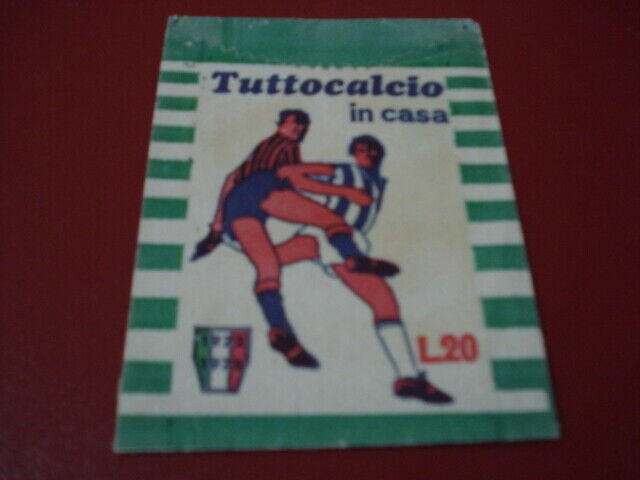 Tuttocalcio
in casa
L.20